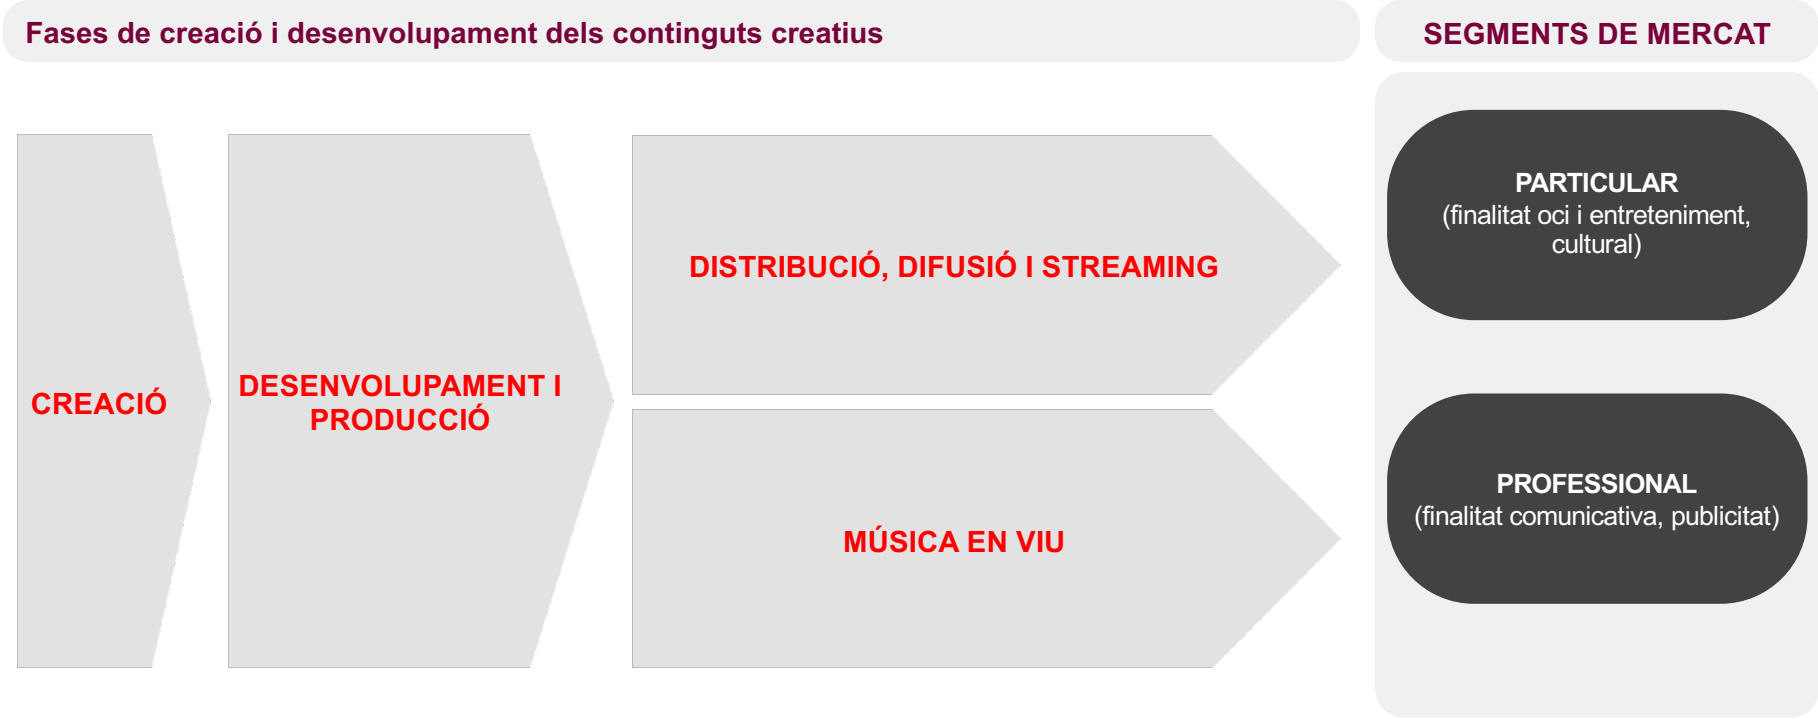 Fases de creació i desenvolupament dels continguts creatius
SEGMENTS DE MERCAT
CREACIÓ
DESENVOLUPAMENT I
PRODUCCIÓ
DISTRIBUCIÓ, DIFUSIÓ I STREAMING
MÚSICA EN VIU
PARTICULAR
(finalitat oci i entreteniment,
cultural)
PROFESSIONAL
(finalitat comunicativa, publicitat)